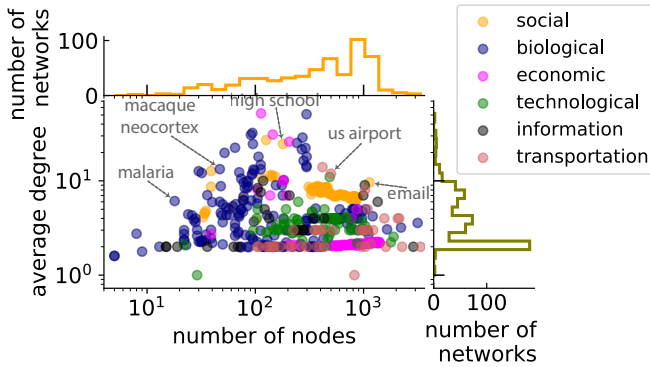 number of
networks
100
0
social
biological
economic
technological
information
transportation
macaque
neocortex
high school
us airport
malaria
email
average degree
10¹
10⁰
10¹
10²
10³
number of nodes
0
100
number of
networks